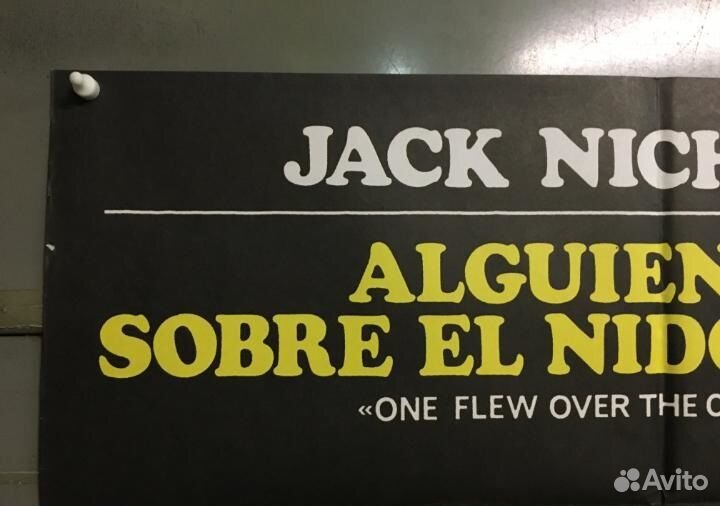 JACK NICH
ALGUIEN
SOBRE EL NIDO
«ONE FLEW OVER THE C
Avito